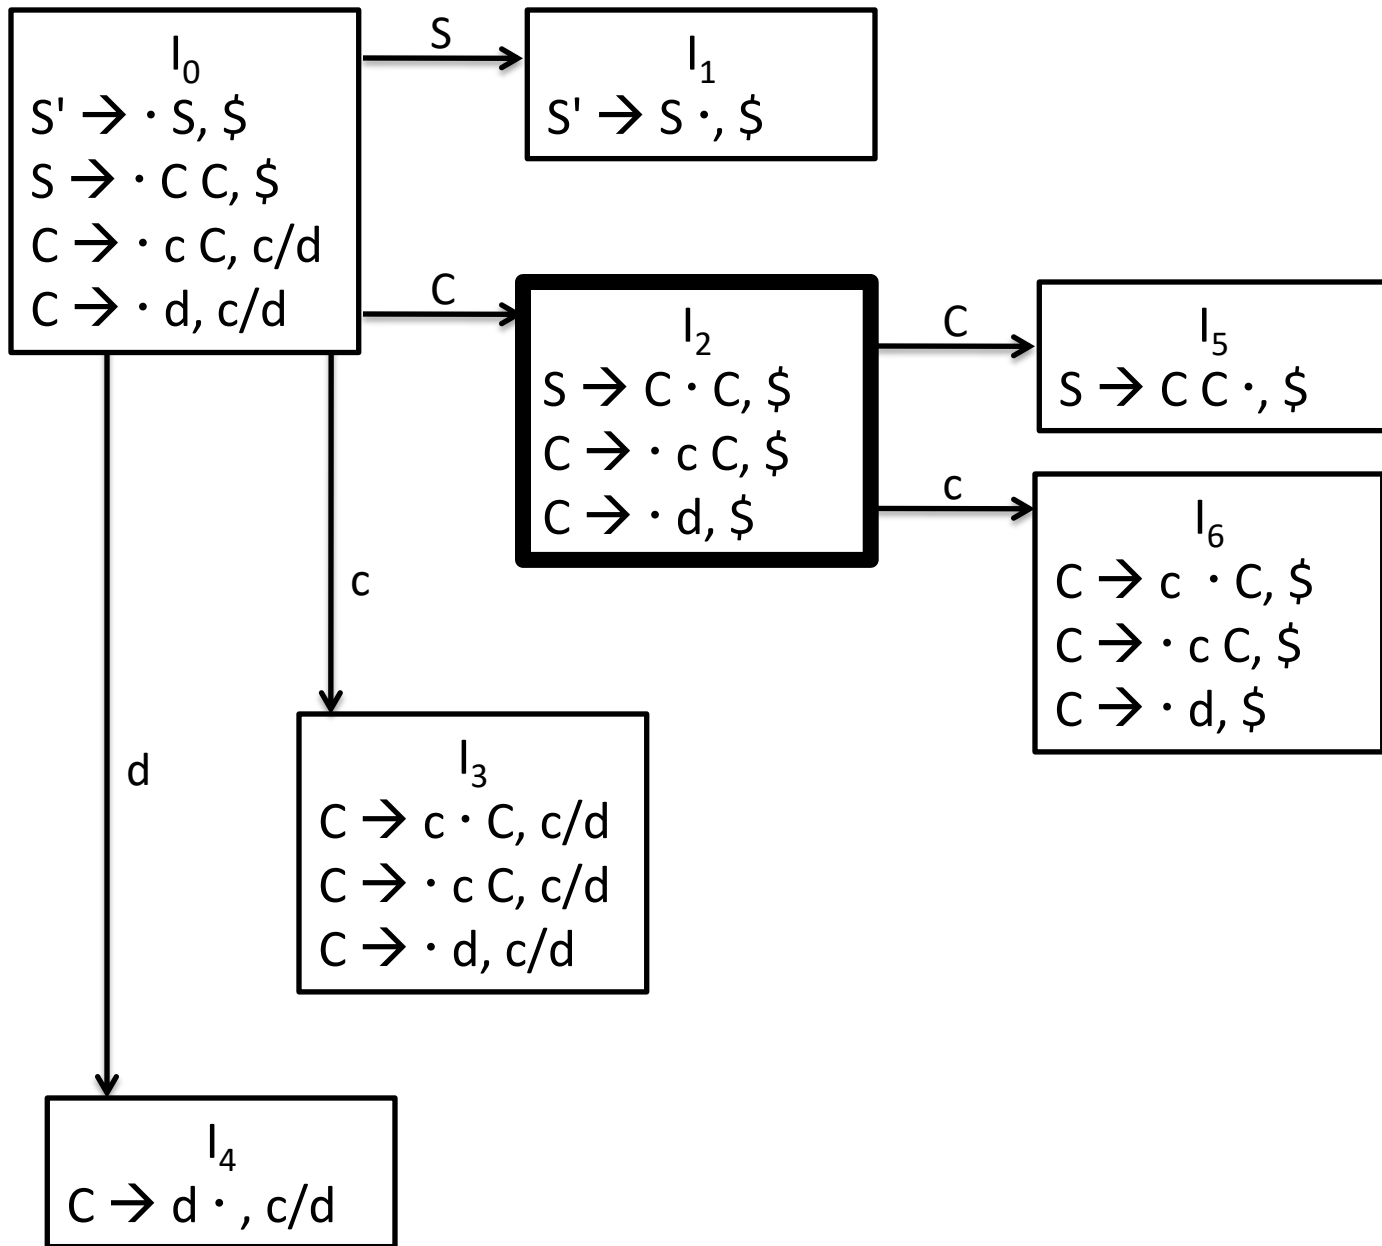 I₀
S' → · S, $
S → · C C, $
C → · c C, c/d
C → · d, c/d
S
I₁
S' → S ·, $
C
I₂
S → C · C, $
C → · c C, $
C → · d, $
C
I₅
S → C C ·, $
c
I₆
C → c · C, $
C → · c C, $
C → · d, $
c
I₃
C → c · C, c/d
C → · c C, c/d
C → · d, c/d
d
I₄
C → d · , c/d